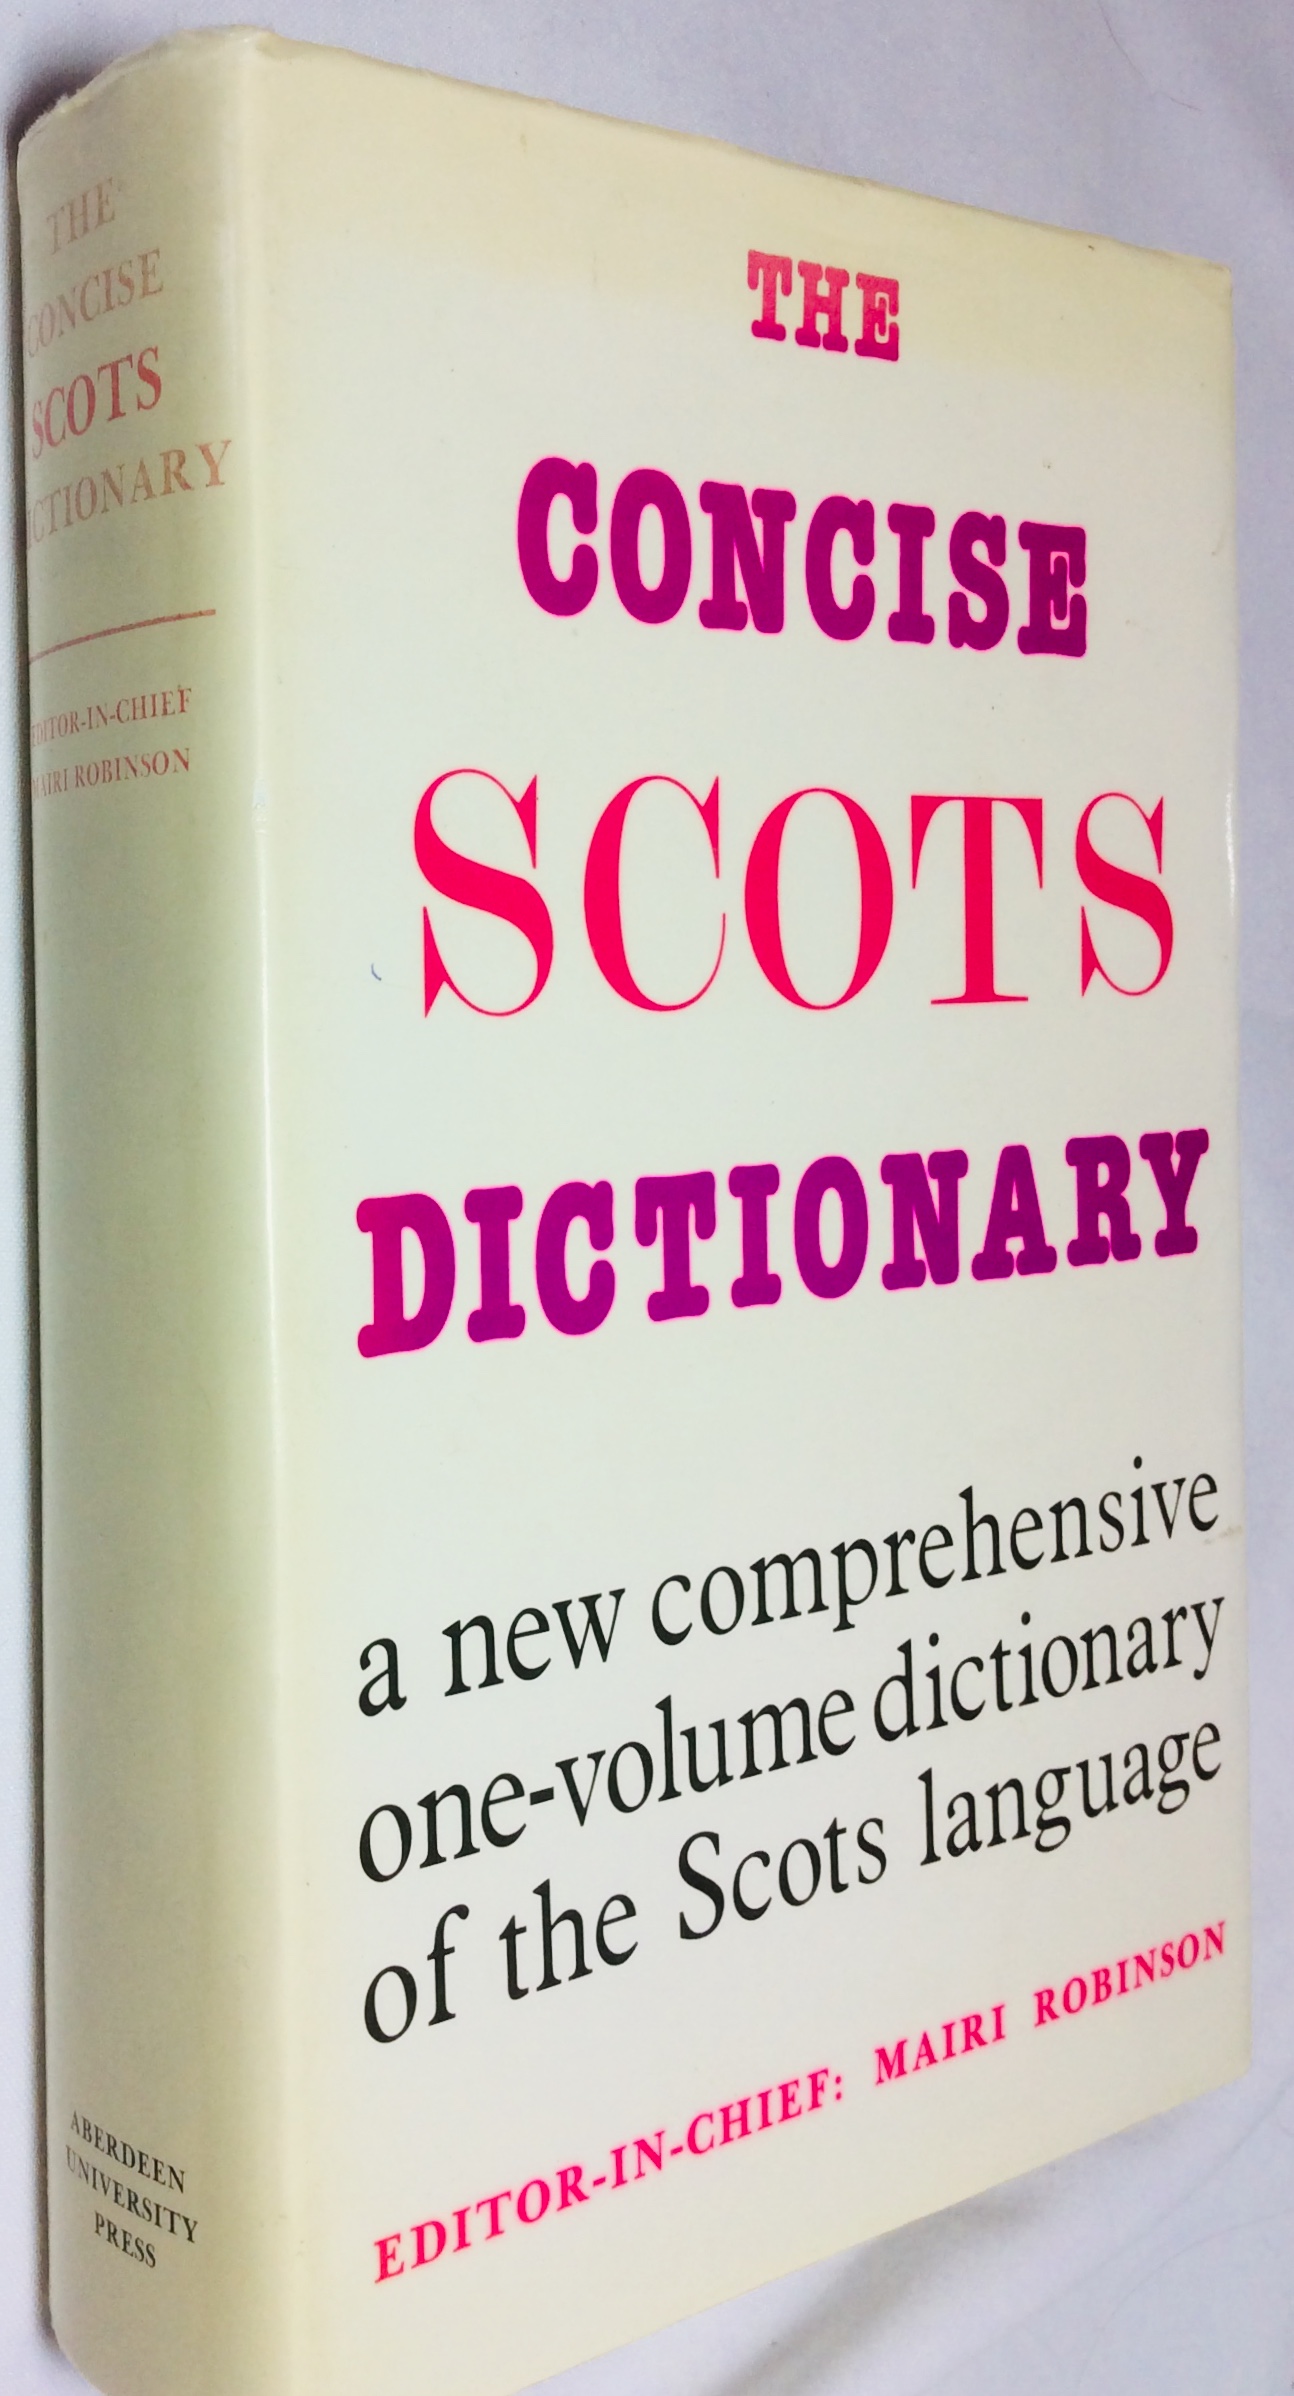 THE
CONCISE
SCOTS
DICTIONARY
EDITOR-IN-CHIEF
MAIRI ROBINSON
ABERDEEN
UNIVERSITY
PRESS
THE
CONCISE
SCOTS
DICTIONARY
a new comprehensive
one-volume dictionary
of the Scots language
EDITOR-IN-CHIEF: MAIRI ROBINSON